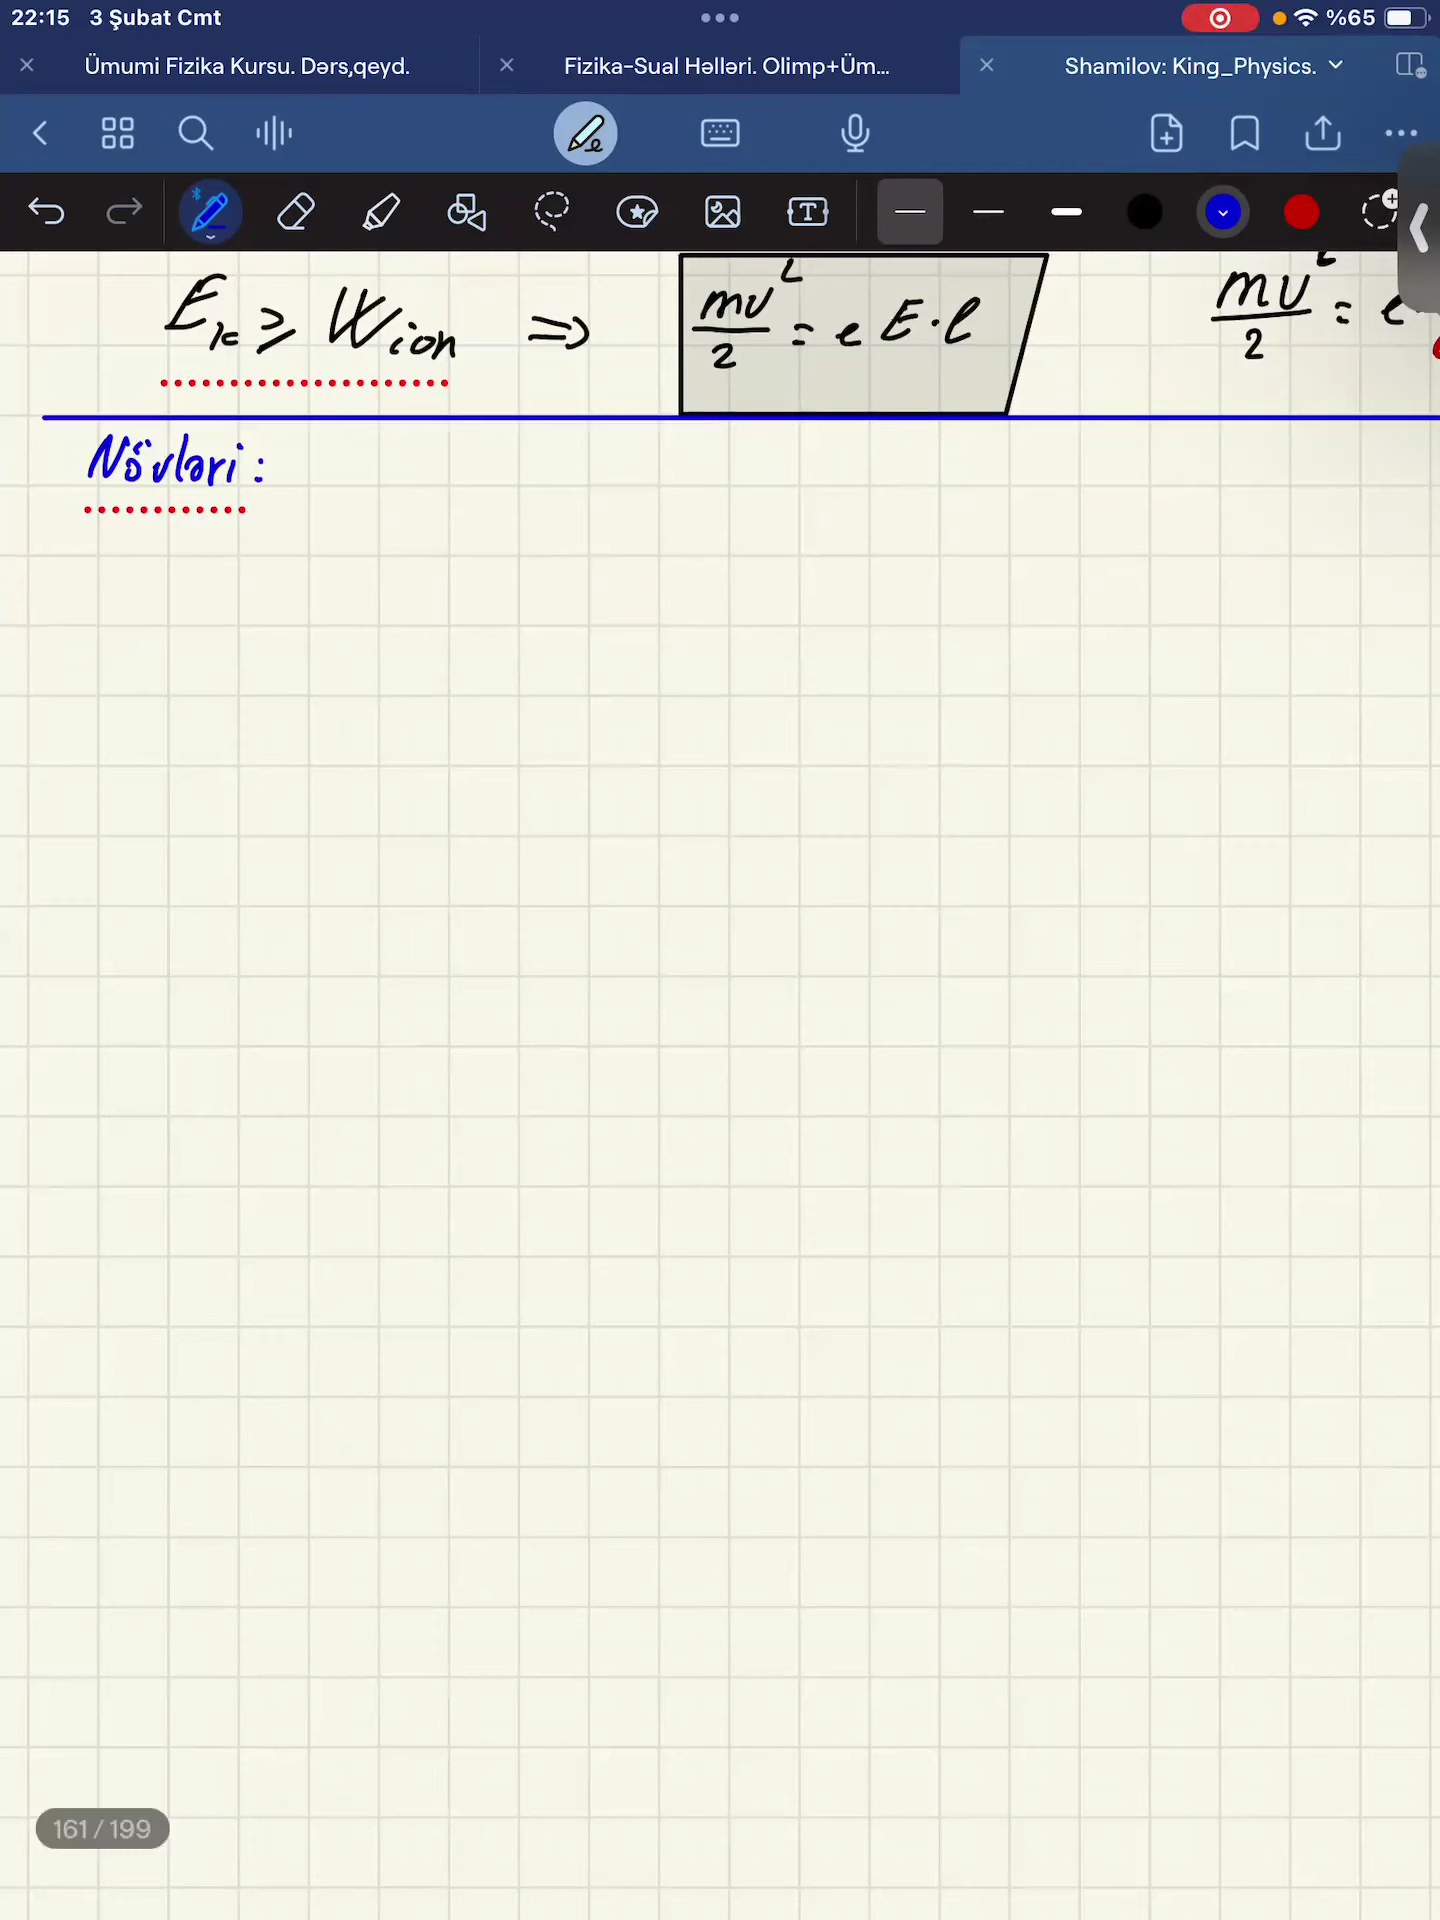 22:15 3 Şubat Cmt %65
Ümumi Fizika Kursu. Dərs,qeyd. Fizika-Sual Həlləri. Olimp+Üm... Shamilov: King_Physics.
E_k ≥ W_ion ⇒ mv²/2 = e E·l mv²/2 = e
Növləri:
161 / 199